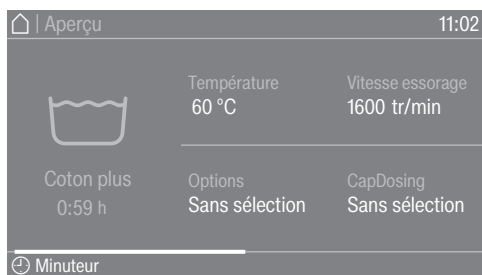 | Aperçu 11:02
Température Vitesse essorage
60 °C 1600 tr/min
Coton plus
0:59 h
Options CapDosing
Sans sélection Sans sélection
Minuteur